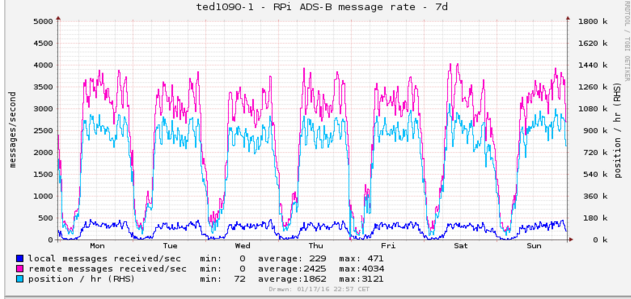 ted1090-1 - RPi ADS-B message rate - 7d
RRDTOOL / TOBI OETIKER
messages/second
5000
4500
4000
3500
3000
2500
2000
1500
1000
500
0
1800 k
1620 k
1440 k
1260 k
1080 k
900 k
720 k
540 k
360 k
180 k
0 k
position / hr (RHS)
Mon Tue Wed Thu Fri Sat Sun
local messages received/sec min: 0 average: 229 max: 471
remote messages received/sec min: 0 average:2425 max:4034
position / hr (RHS) min: 72 average:1862 max:3121
Drawn: 01/17/16 22:57 CET